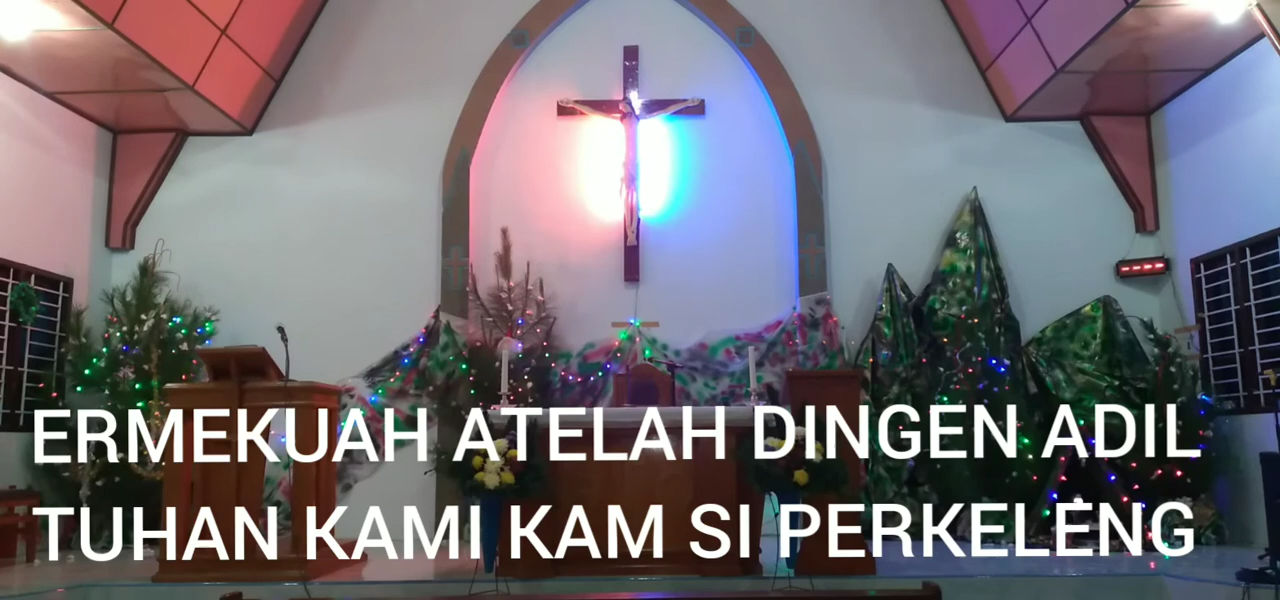 ERMEKUAH ATELAH DINGEN ADIL
TUHAN KAMI KAM SI PERKELENG